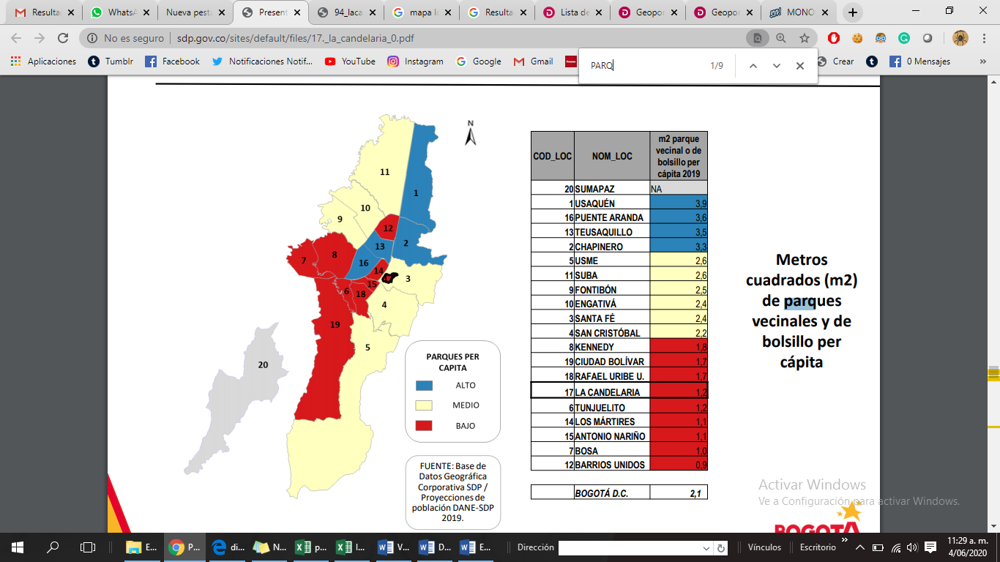 Resulta
WhatsA
Nueva pesta
Present
94_laca
mapa lo
Resulta
Lista de
Geopor
Geopor
MONO
No es seguro | sdp.gov.co/sites/default/files/17._la_candelaria_0.pdf
Aplicaciones Tumblr Facebook Notificaciones Notif... YouTube Instagram Google Gmail Crear 0 Mensajes »
PARQ 1/9
N
11
1
10
9
12
2
13
8
7
16
14
3
15
6
18
4
19
5
20
PARQUES PER
CAPITA
ALTO
MEDIO
BAJO
FUENTE: Base de
Datos Geográfica
Corporativa SDP /
Proyecciones de
población DANE-SDP
2019.
COD_LOC NOM_LOC m2 parque
vecinal o de
bolsillo per
cápita 2019
20 SUMAPAZ NA
1 USAQUÉN 3,9
16 PUENTE ARANDA 3,6
13 TEUSAQUILLO 3,5
2 CHAPINERO 3,3
5 USME 2,6
11 SUBA 2,6
9 FONTIBÓN 2,5
10 ENGATIVÁ 2,4
3 SANTA FÉ 2,4
4 SAN CRISTÓBAL 2,2
8 KENNEDY 1,8
19 CIUDAD BOLÍVAR 1,7
18 RAFAEL URIBE U. 1,7
17 LA CANDELARIA 1,2
6 TUNJUELITO 1,2
14 LOS MÁRTIRES 1,1
15 ANTONIO NARIÑO 1,1
7 BOSA 1,0
12 BARRIOS UNIDOS 0,9
BOGOTÁ D.C. 2,1
Metros
cuadrados (m2)
de parques
vecinales y de
bolsillo per
cápita
Activar Windows
Ve a Configuración para activar Windows.
BOGOTÁ
E... P... di... N... p... I... V... D... E... Dirección Vínculos Escritorio »
11:29 a. m.
4/06/2020